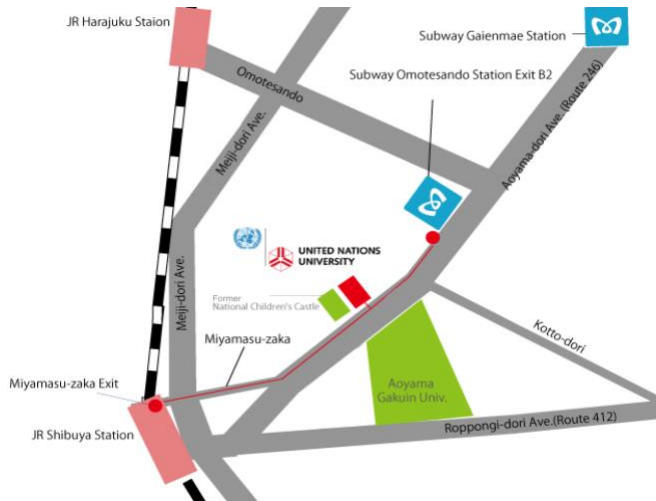 JR Harajuku Staion
Subway Gaienmae Station
Subway Omotesando Station Exit B2
Omotesando
Meiji-dori Ave.
Aoyama-dori Ave.(Route 246)
UNITED NATIONS
UNIVERSITY
Former
National Children's Castle
Meiji-dori Ave.
Miyamasu-zaka
Kotto-dori
Miyamasu-zaka Exit
Aoyama
Gakuin Univ.
Roppongi-dori Ave.(Route 412)
JR Shibuya Station